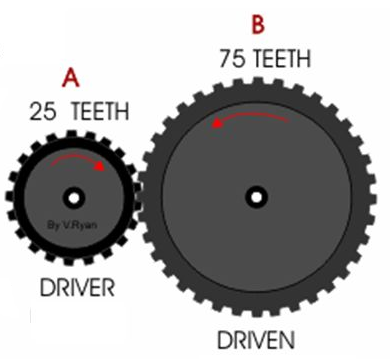 A
25 TEETH
By V.Ryan
DRIVER
B
75 TEETH
DRIVEN